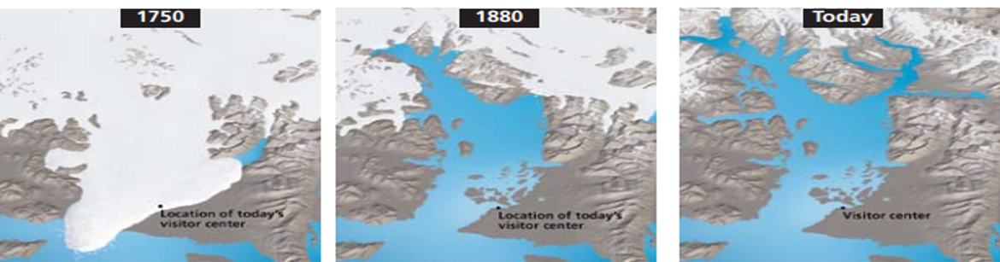 1750
1880
Today
Location of today's
visitor center
Location of today's
visitor center
Visitor center